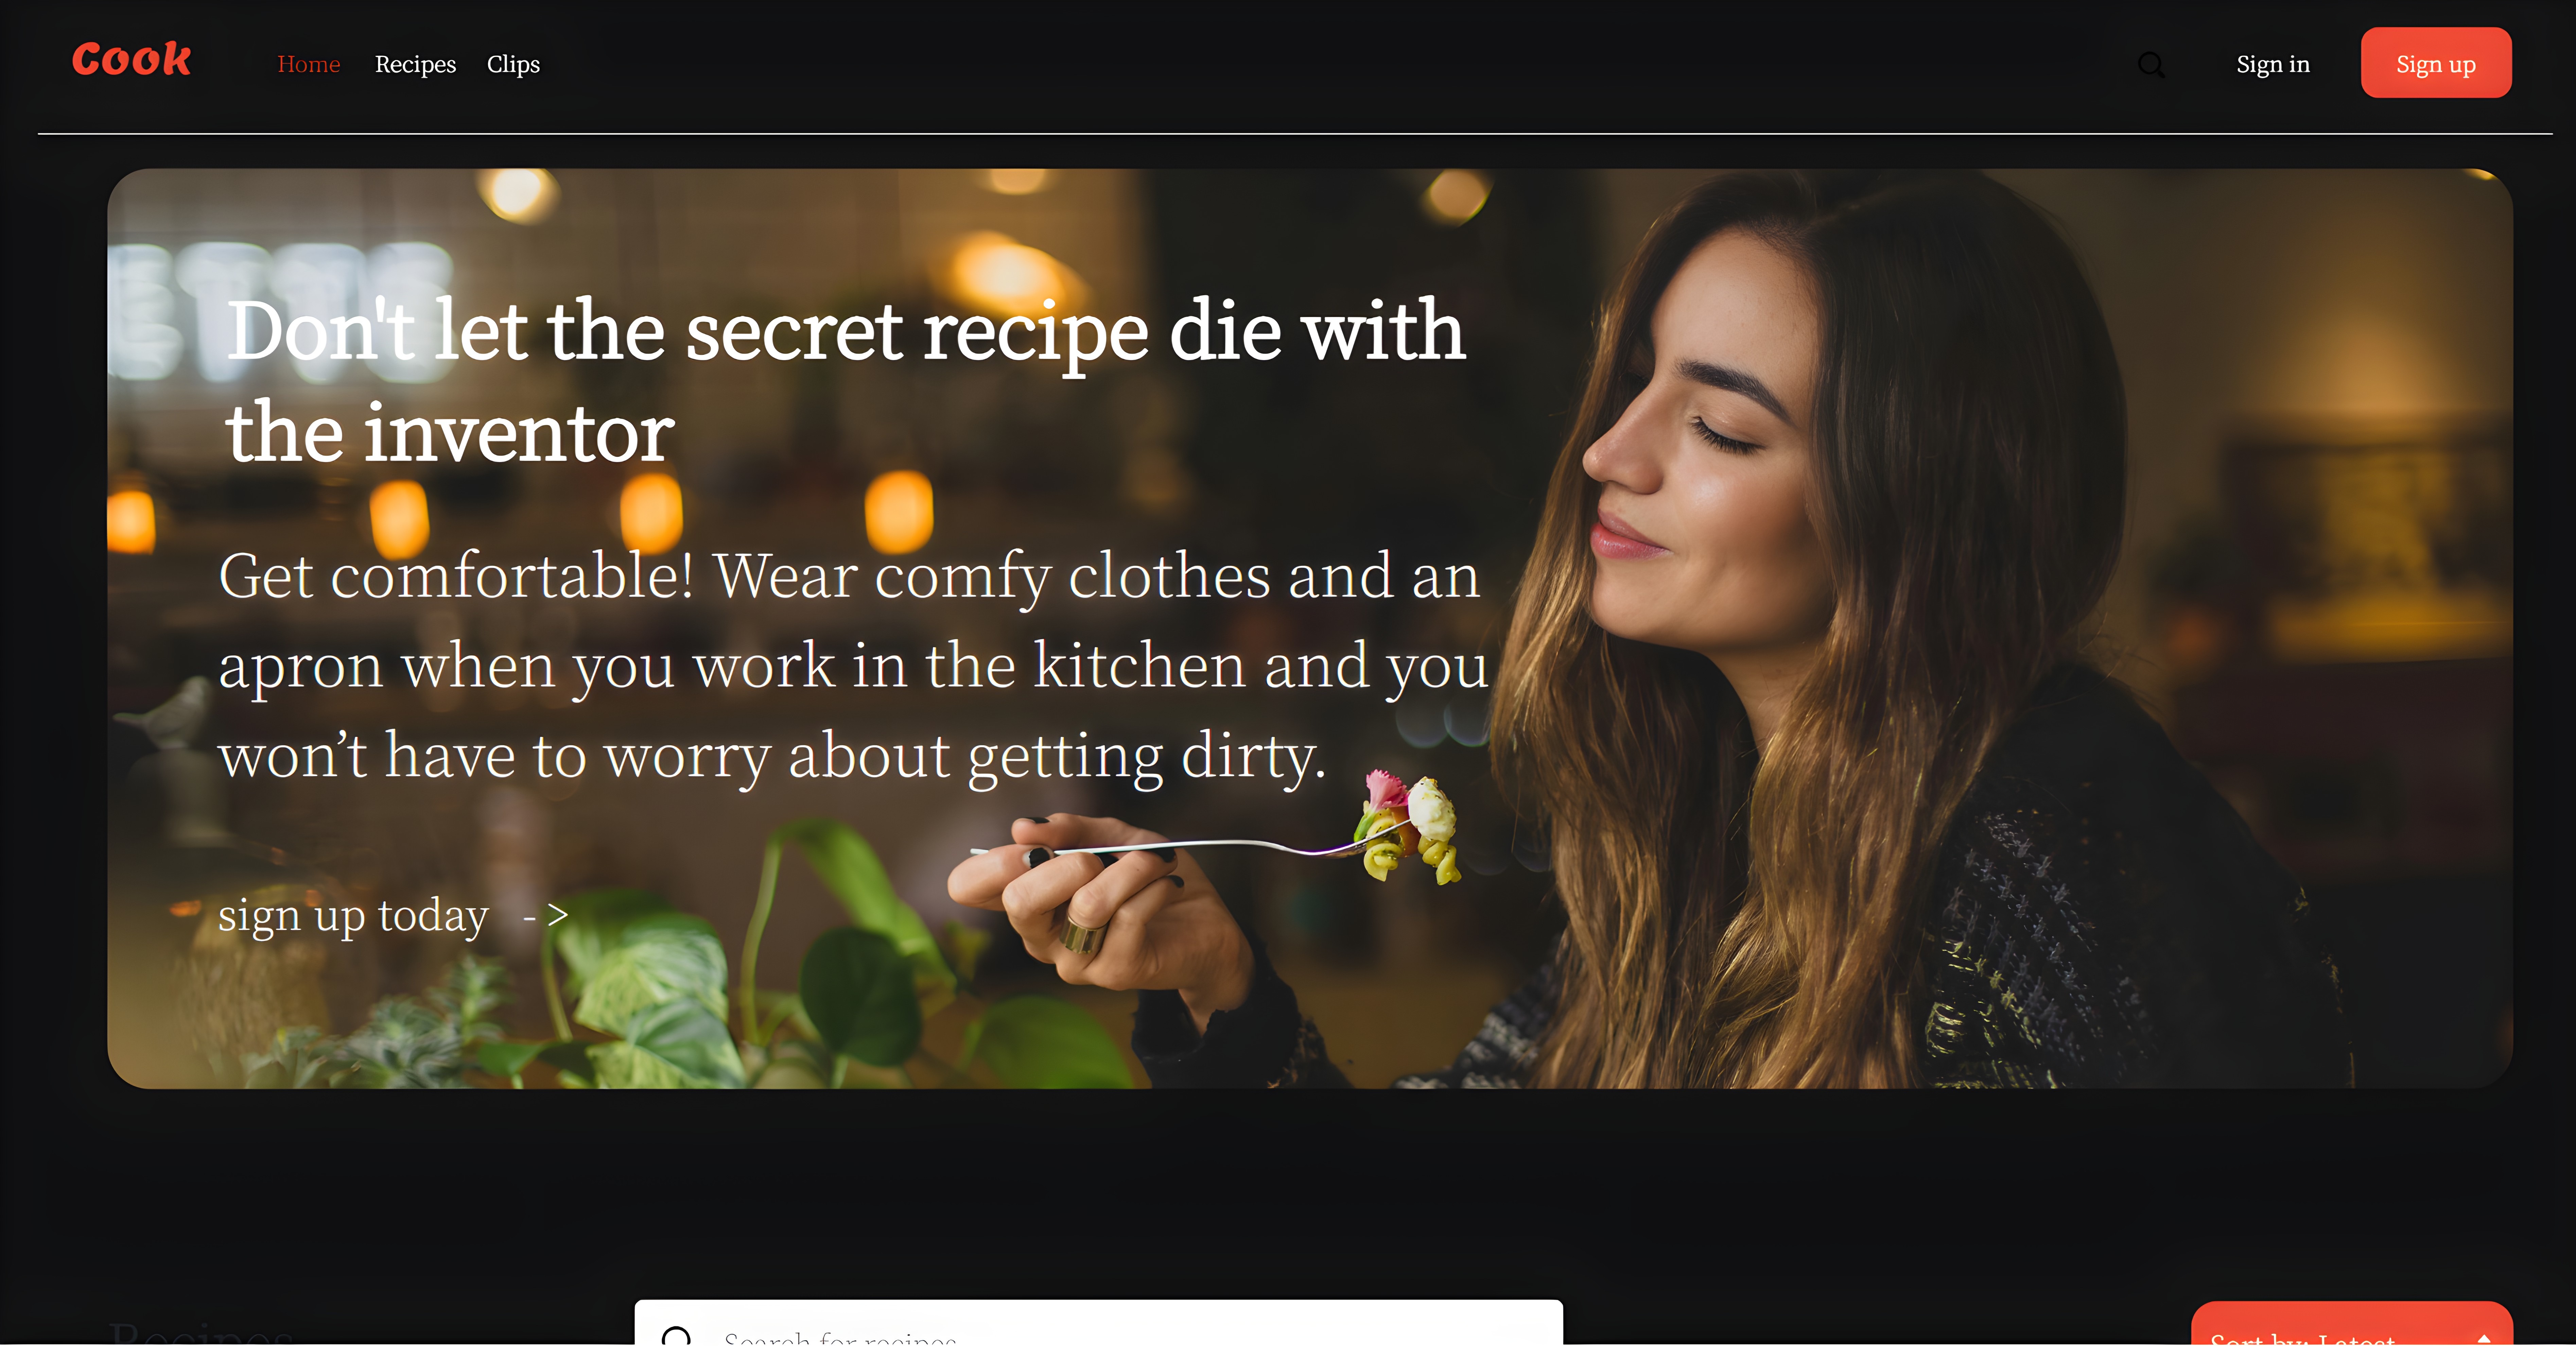 Cook
Home Recipes Clips
Sign in Sign up
Don't let the secret recipe die with
the inventor
Get comfortable! Wear comfy clothes and an
apron when you work in the kitchen and you
won’t have to worry about getting dirty.
sign up today - >
Recipes
Search for recipes
Sort by: Latest